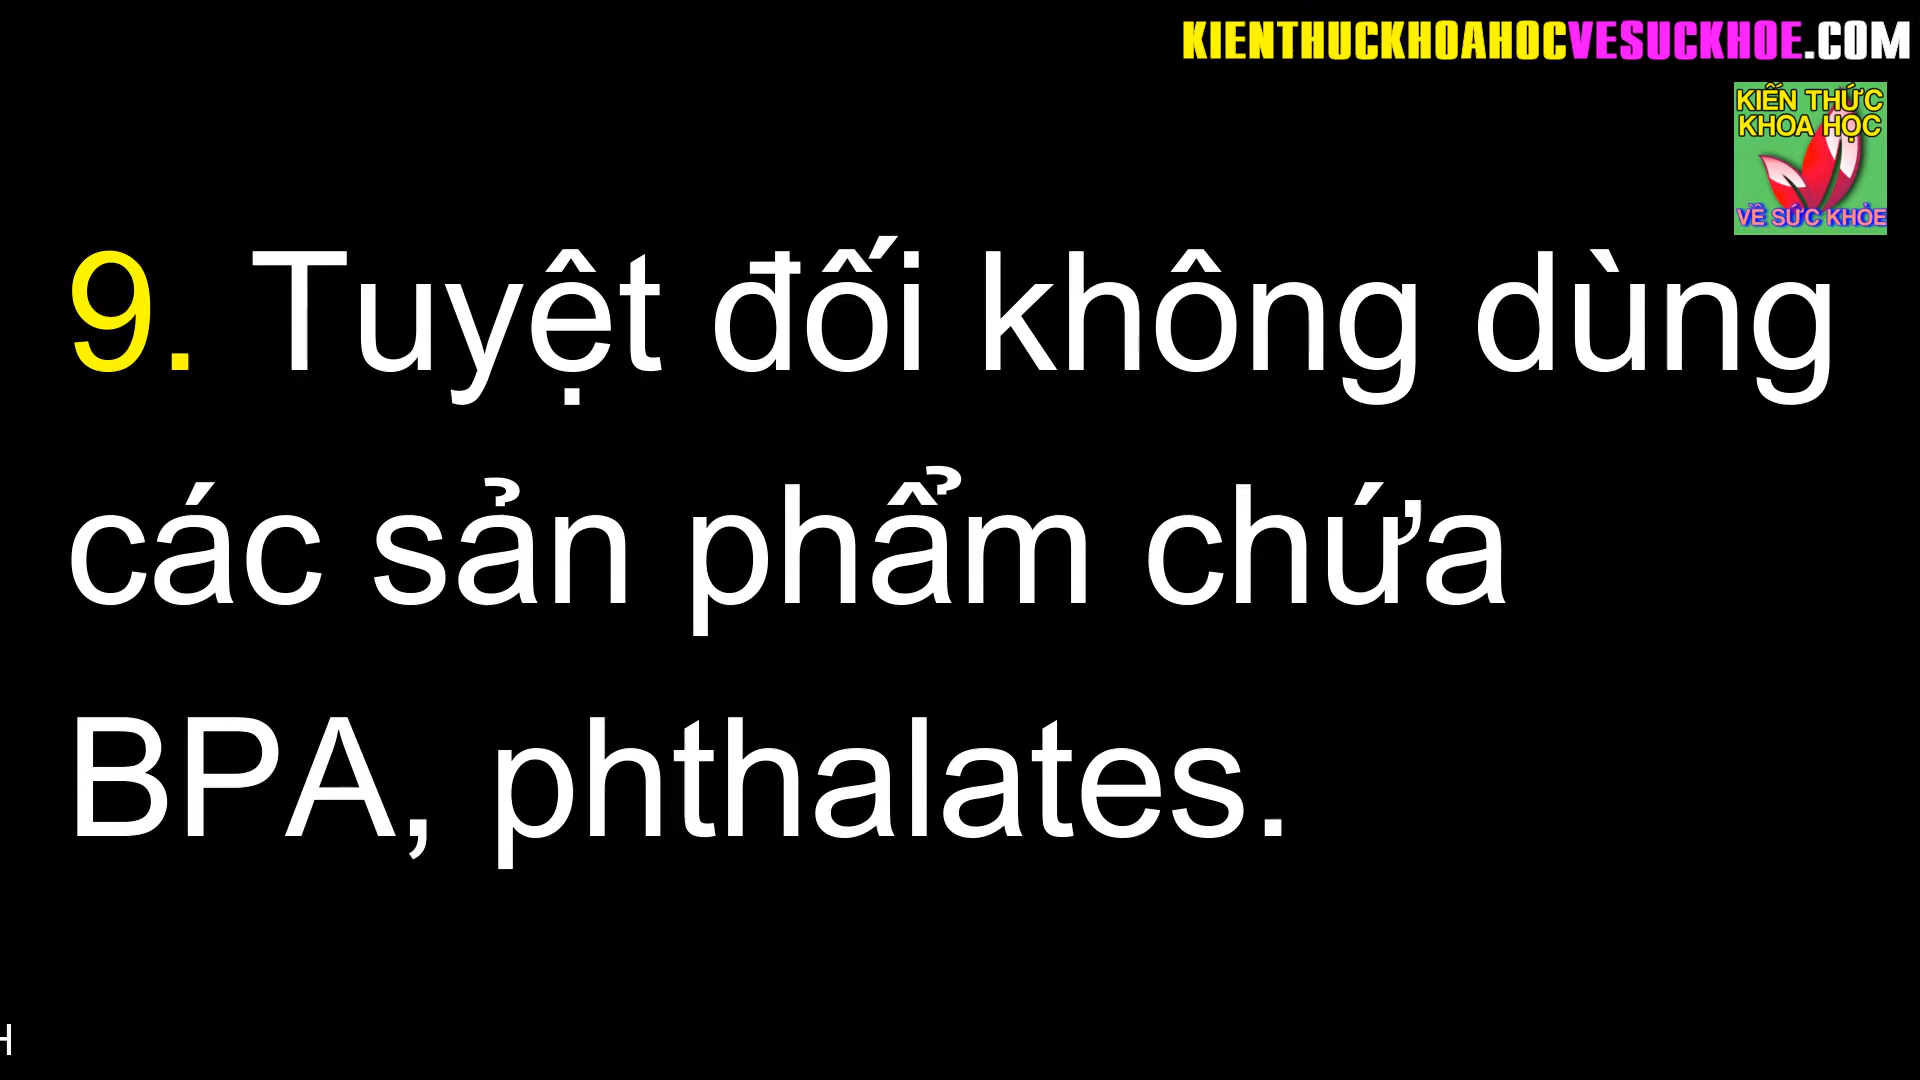 KIENTHUCKHOAHOCVESUCKHOE.COM
KIẾN THỨC
KHOA HỌC
VỀ SỨC KHỎE
9. Tuyệt đối không dùng
các sản phẩm chứa
BPA, phthalates.
H